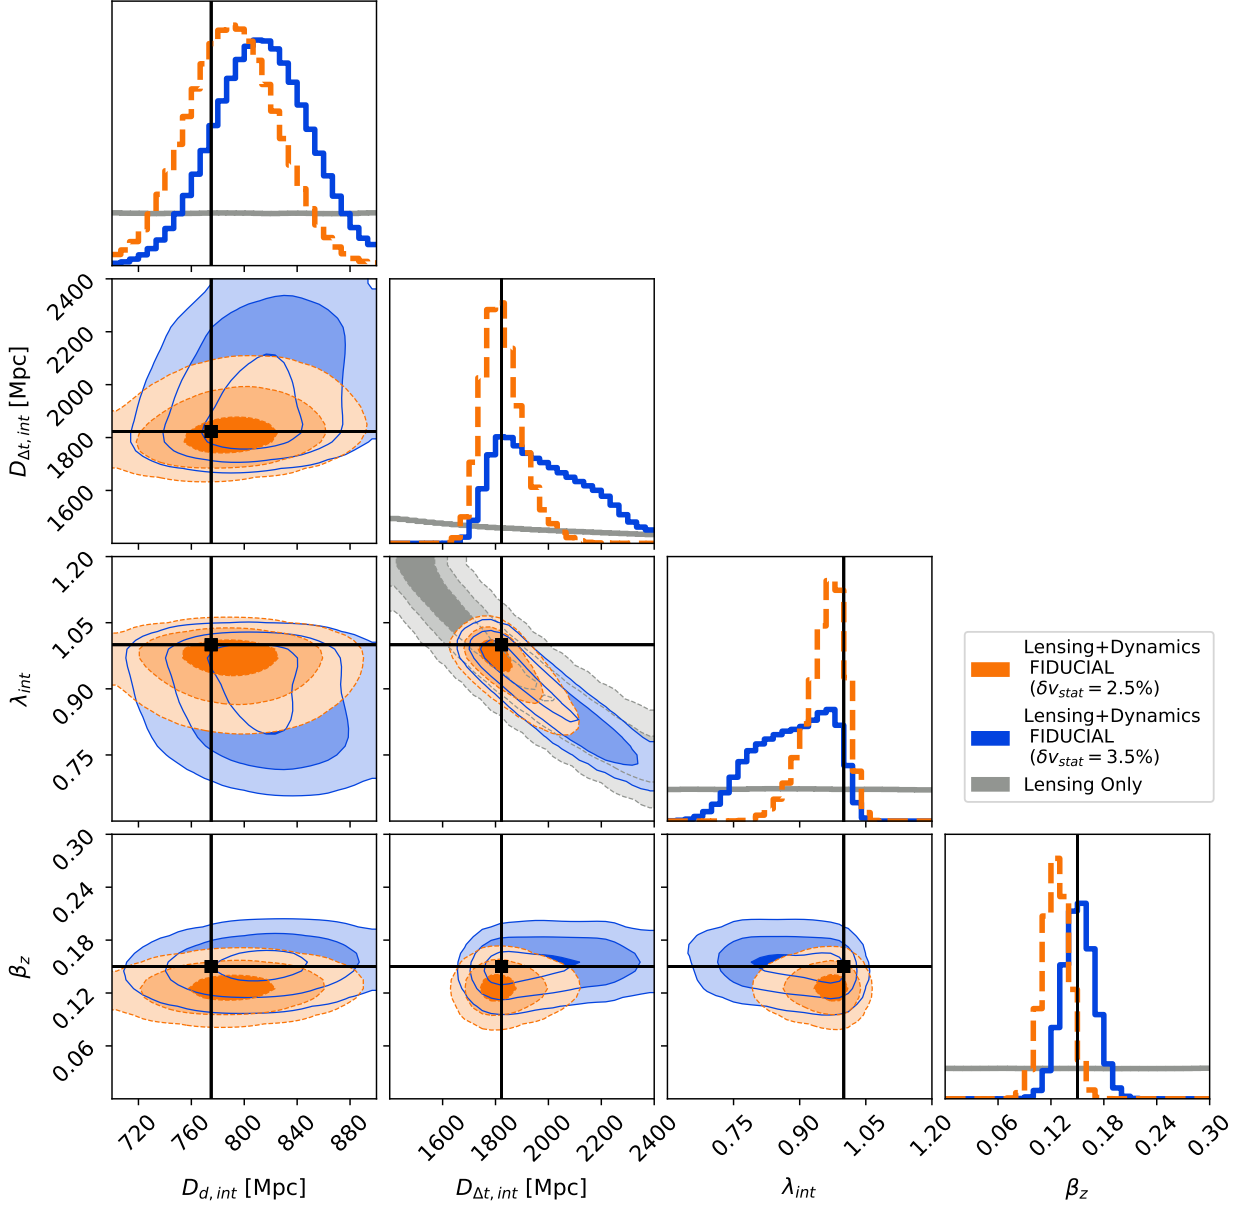 2400
2200
2000
1800
1600
D_{Δt, int} [Mpc]
1.20
1.05
0.90
0.75
λ_{int}
Lensing+Dynamics
FIDUCIAL
(δv_{stat} = 2.5%)
Lensing+Dynamics
FIDUCIAL
(δv_{stat} = 3.5%)
Lensing Only
0.30
0.24
0.18
0.12
0.06
β_z
720 760 800 840 880
1600 1800 2000 2200 2400
0.75 0.90 1.05 1.20
0.06 0.12 0.18 0.24 0.30
D_{d, int} [Mpc]
D_{Δt, int} [Mpc]
λ_{int}
β_z